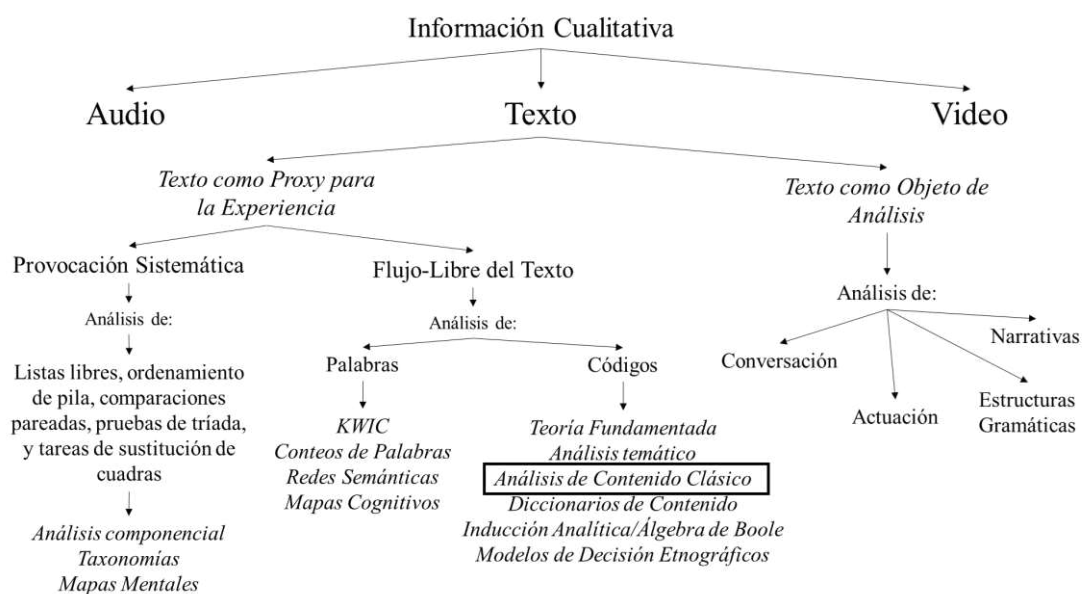 Información Cualitativa
Audio
Texto
Video
Texto como Proxy para
la Experiencia
Texto como Objeto de
Análisis
Provocación Sistemática
Flujo-Libre del Texto
Análisis de:
Análisis de:
Análisis de:
Listas libres, ordenamiento
de pila, comparaciones
pareadas, pruebas de tríada,
y tareas de sustitución de
cuadras
Análisis componencial
Taxonomías
Mapas Mentales
Palabras
KWIC
Conteos de Palabras
Redes Semánticas
Mapas Cognitivos
Códigos
Teoría Fundamentada
Análisis temático
Análisis de Contenido Clásico
Diccionarios de Contenido
Inducción Analítica/Álgebra de Boole
Modelos de Decisión Etnográficos
Conversación
Actuación
Estructuras
Gramáticas
Narrativas